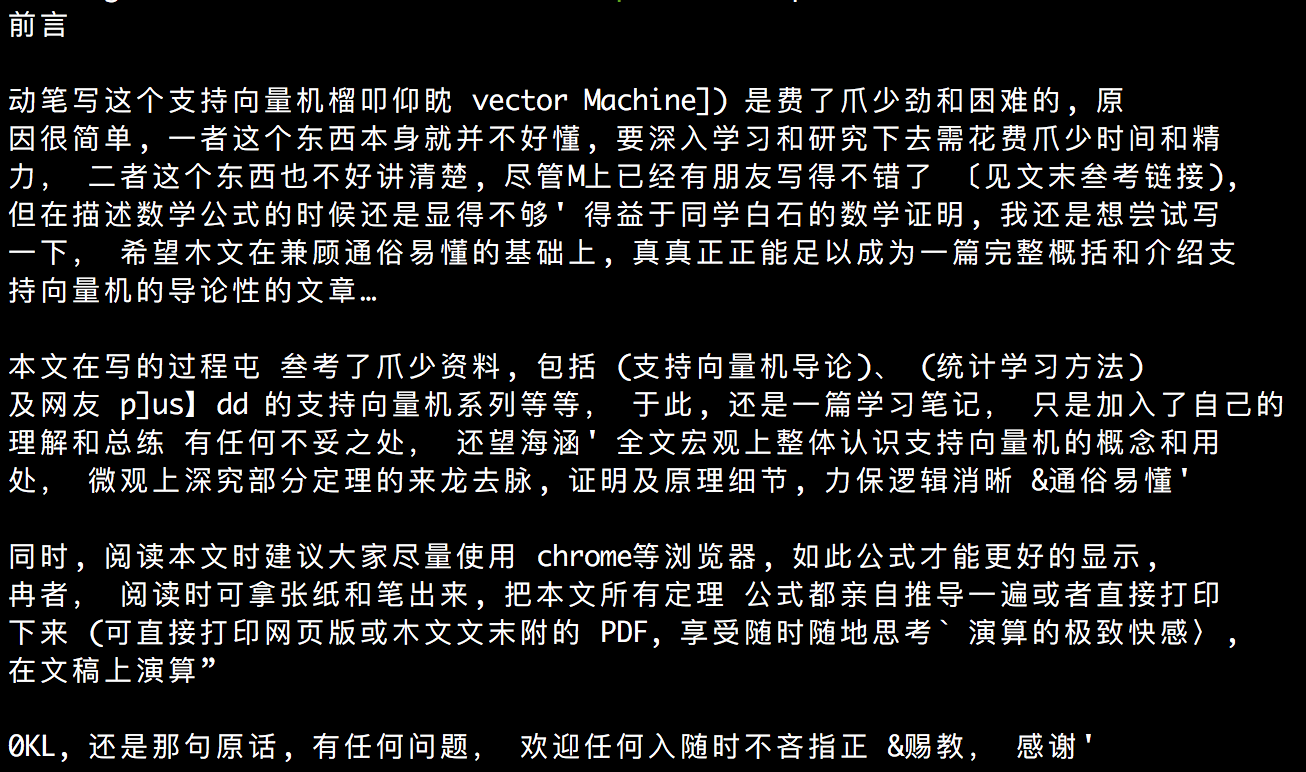 前言
动笔写这个支持向量机榴叩仰眈 vector Machine]) 是费了爪少劲和困难的, 原
因很简单, 一者这个东西本身就并不好懂, 要深入学习和研究下去需花费爪少时间和精
力, 二者这个东西也不好讲清楚, 尽管M上已经有朋友写得不错了 〔见文末叁考链接),
但在描述数学公式的时候还是显得不够' 得益于同学白石的数学证明, 我还是想尝试写
一下, 希望木文在兼顾通俗易懂的基础上, 真真正正能足以成为一篇完整概括和介绍支
持向量机的导论性的文章…
本文在写的过程屯 叁考了爪少资料, 包括 (支持向量机导论)、 (统计学习方法)
及网友 p]us】dd 的支持向量机系列等等, 于此, 还是一篇学习笔记, 只是加入了自己的
理解和总练 有任何不妥之处, 还望海涵' 全文宏观上整体认识支持向量机的概念和用
处, 微观上深究部分定理的来龙去脉, 证明及原理细节, 力保逻辑消晰 &通俗易懂'
同时, 阅读本文时建议大家尽量使用 chrome等浏览器, 如此公式才能更好的显示,
冉者, 阅读时可拿张纸和笔出来, 把本文所有定理 公式都亲自推导一遍或者直接打印
下来 (可直接打印网页版或木文文末附的 PDF, 享受随时随地思考` 演算的极致快感〉,
在文稿上演算”
0KL, 还是那句原话, 有任何问题, 欢迎任何入随时不吝指正 &赐教, 感谢'